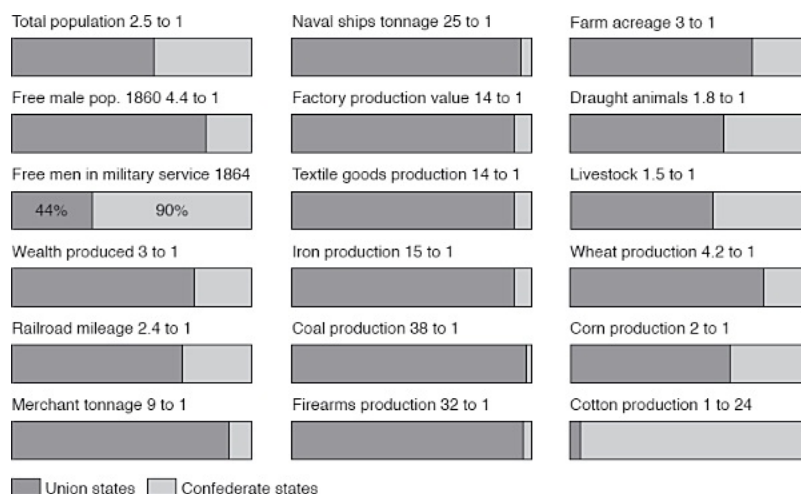 Total population 2.5 to 1
Free male pop. 1860 4.4 to 1
Free men in military service 1864
44% 90%
Wealth produced 3 to 1
Railroad mileage 2.4 to 1
Merchant tonnage 9 to 1
Naval ships tonnage 25 to 1
Factory production value 14 to 1
Textile goods production 14 to 1
Iron production 15 to 1
Coal production 38 to 1
Firearms production 32 to 1
Farm acreage 3 to 1
Draught animals 1.8 to 1
Livestock 1.5 to 1
Wheat production 4.2 to 1
Corn production 2 to 1
Cotton production 1 to 24
Union states Confederate states